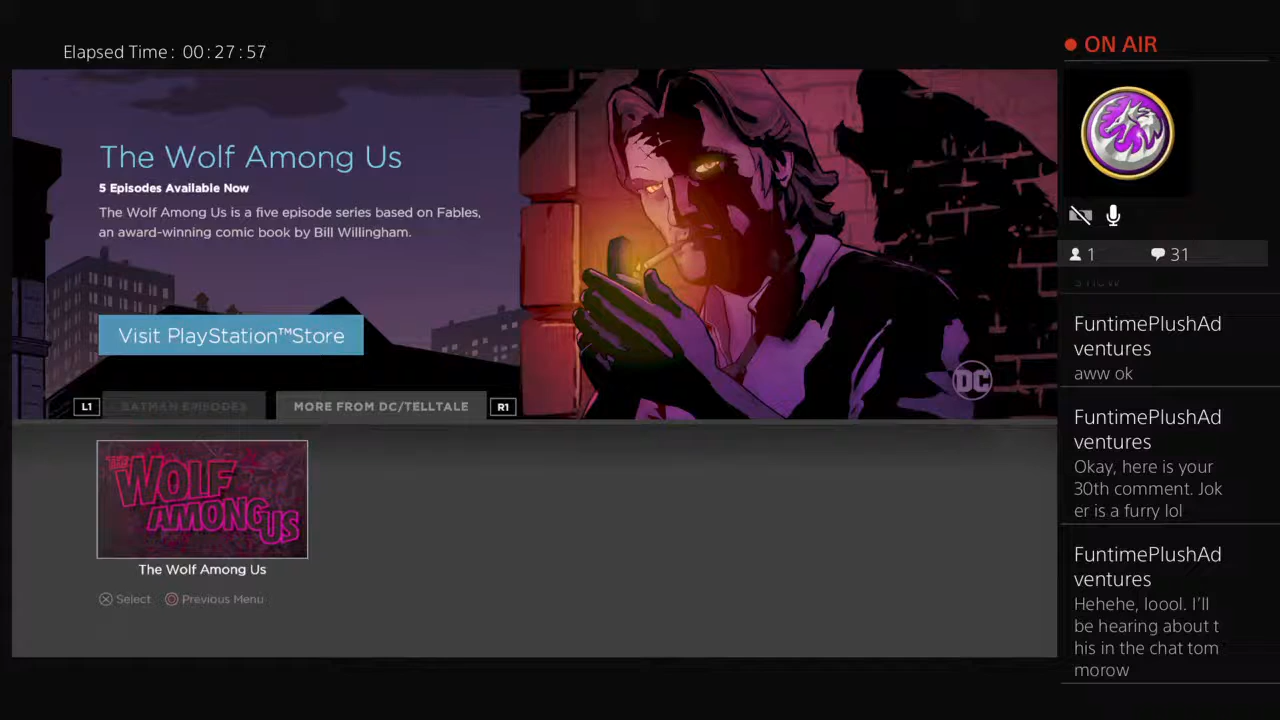 Elapsed Time: 00:27:57
ON AIR
The Wolf Among Us
5 Episodes Available Now
The Wolf Among Us is a five episode series based on Fables,
an award-winning comic book by Bill Willingham.
Visit PlayStation™Store
DC
L1 BATMAN EPISODES MORE FROM DC/TELLTALE R1
THE WOLF AMONG US
The Wolf Among Us
Select Previous Menu
1 31
FuntimePlushAd
ventures
aww ok
FuntimePlushAd
ventures
Okay, here is your
30th comment. Jok
er is a furry lol
FuntimePlushAd
ventures
Hehehe, loool. I'll
be hearing about t
his in the chat tom
morow